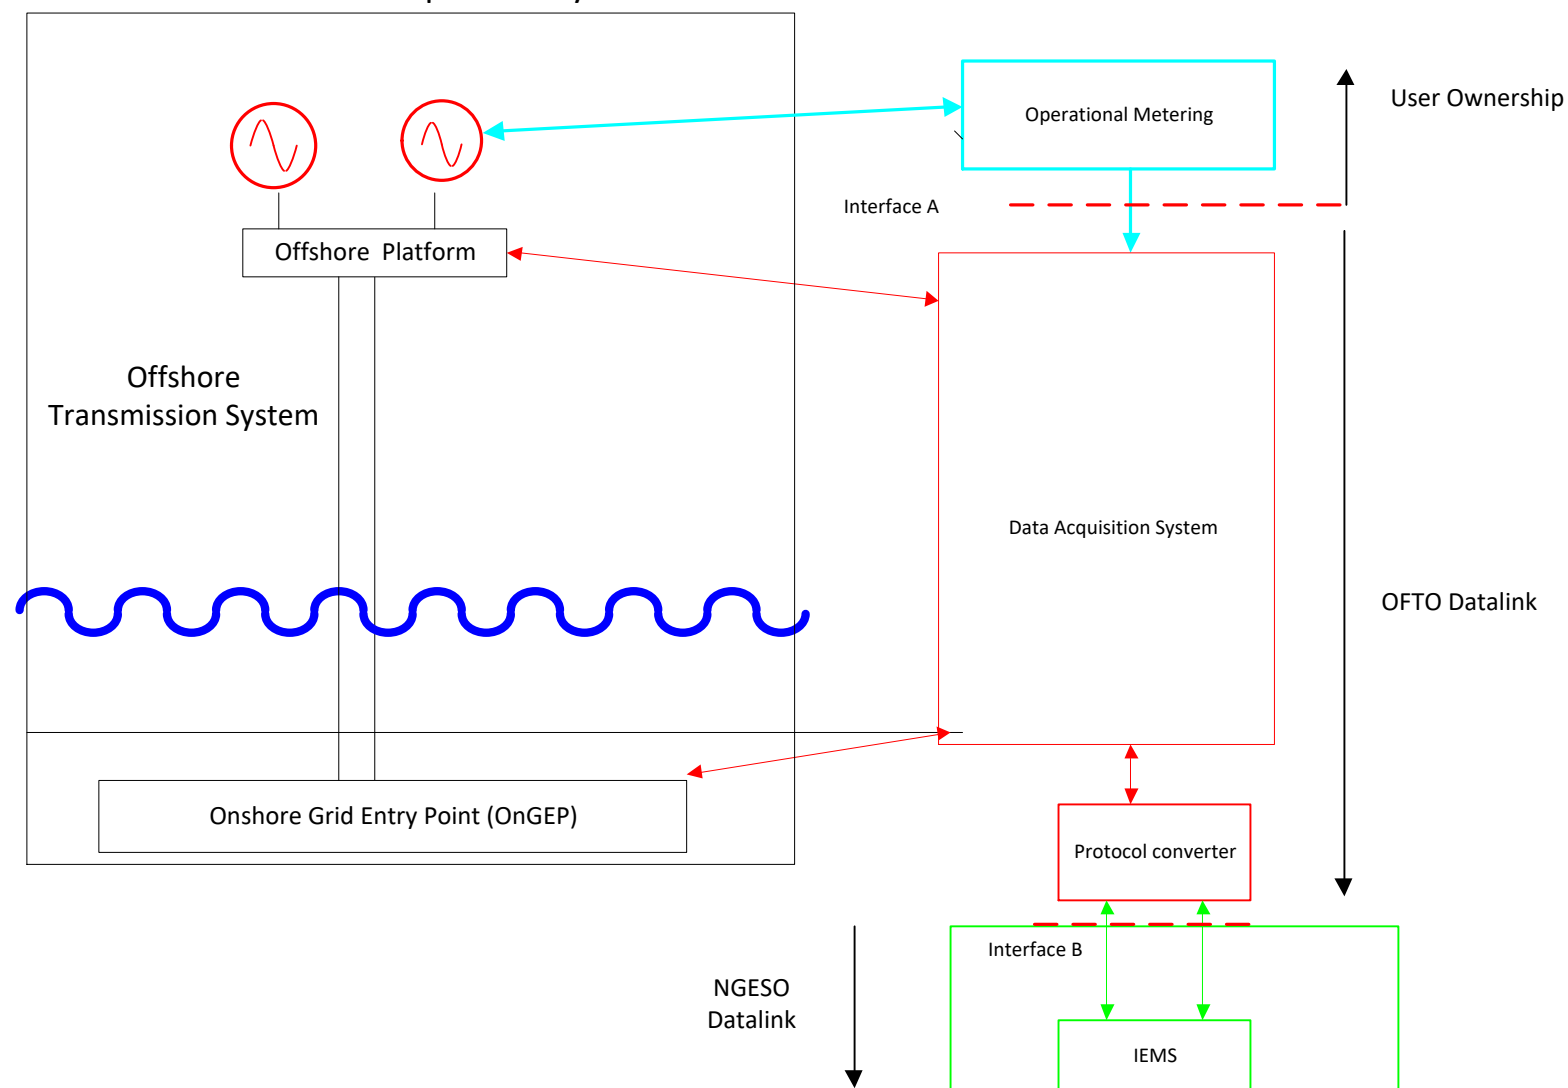 Operational Metering
User Ownership
Interface A
Offshore Platform
Offshore
Transmission System
Data Acquisition System
OFTO Datalink
Onshore Grid Entry Point (OnGEP)
Protocol converter
Interface B
NGESO
Datalink
IEMS